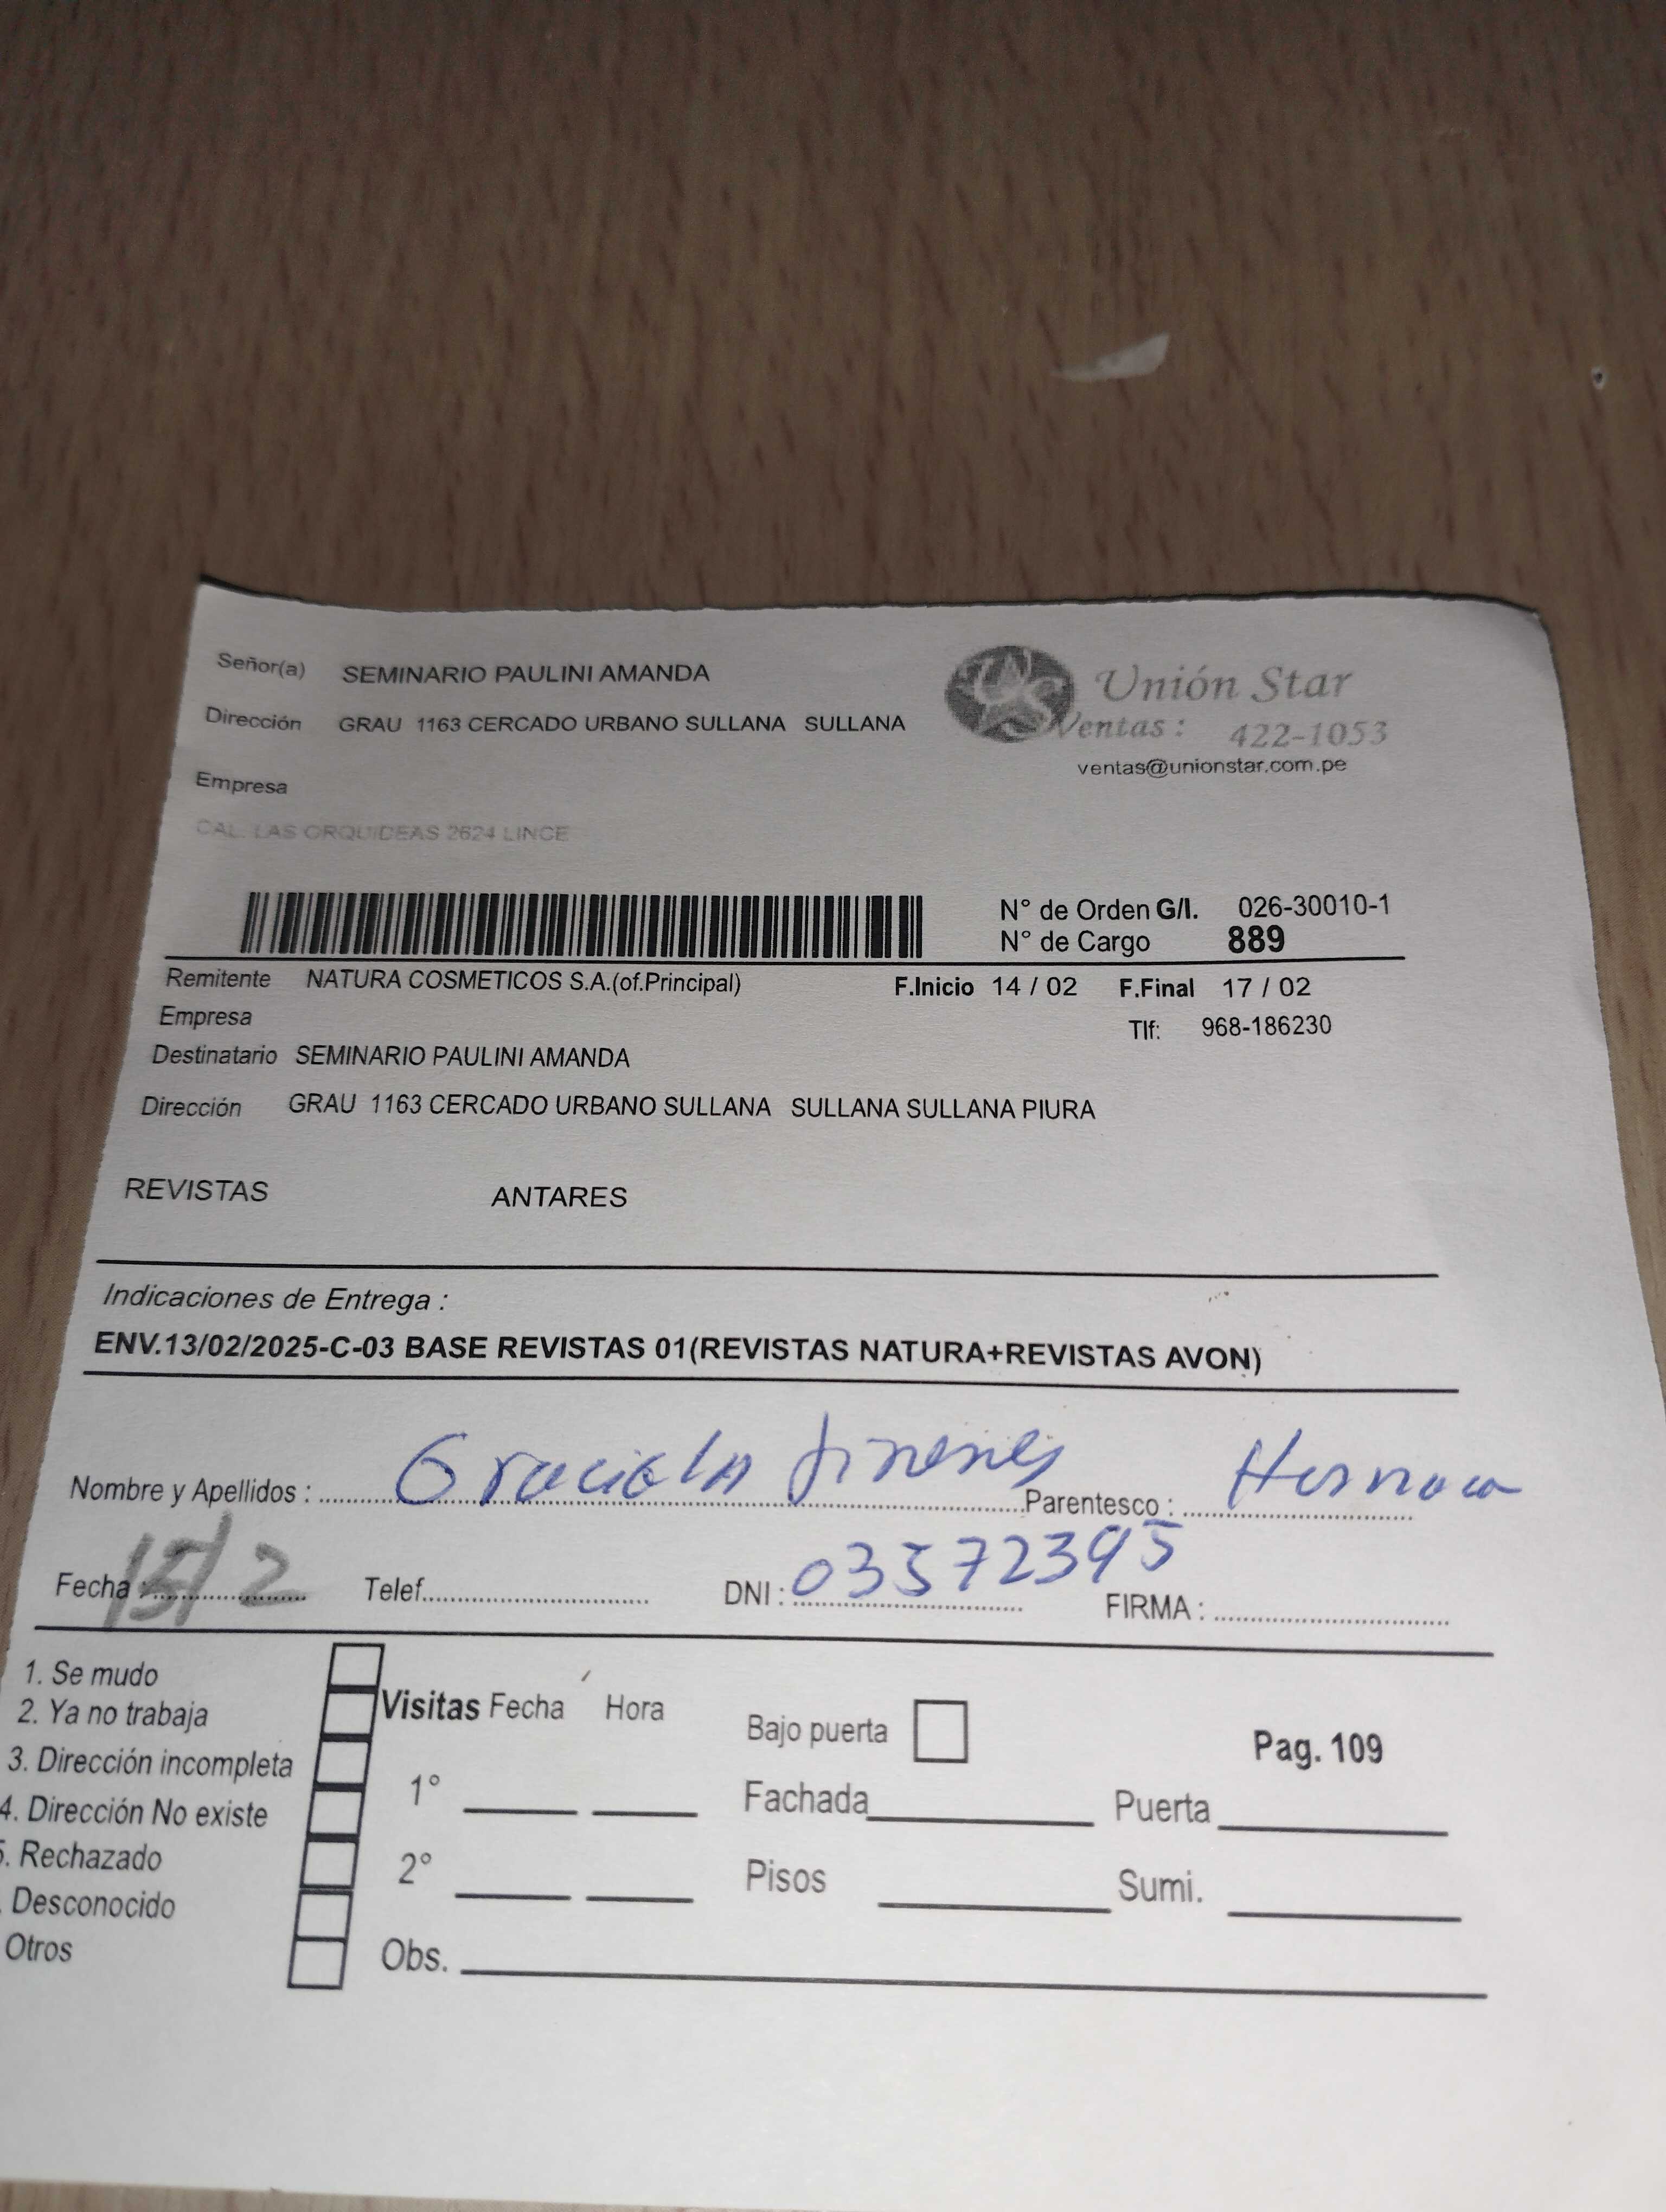 Señor(a) SEMINARIO PAULINI AMANDA
Dirección GRAU 1163 CERCADO URBANO SULLANA SULLANA
Unión Star
Ventas : 422-1053
ventas@unionstar.com.pe
Empresa
CAL. LAS ORQUIDEAS 2624 LINCE
N° de Orden G/I. 026-30010-1
N° de Cargo 889
Remitente NATURA COSMETICOS S.A.(of.Principal) F.Inicio 14 / 02 F.Final 17 / 02
Empresa Tlf: 968-186230
Destinatario SEMINARIO PAULINI AMANDA
Dirección GRAU 1163 CERCADO URBANO SULLANA SULLANA SULLANA PIURA
REVISTAS ANTARES
Indicaciones de Entrega :
ENV.13/02/2025-C-03 BASE REVISTAS 01(REVISTAS NATURA+REVISTAS AVON)
Nombre y Apellidos : Graciela Jimenes Parentesco : Hermana
Fecha : 15/2 Telef. DNI : 03572395 FIRMA :
1. Se mudo
2. Ya no trabaja
3. Dirección incompleta
4. Dirección No existe
5. Rechazado
. Desconocido
Otros
Visitas Fecha Hora
1°
2°
Obs.
Bajo puerta Pag. 109
Fachada Puerta
Pisos Sumi.